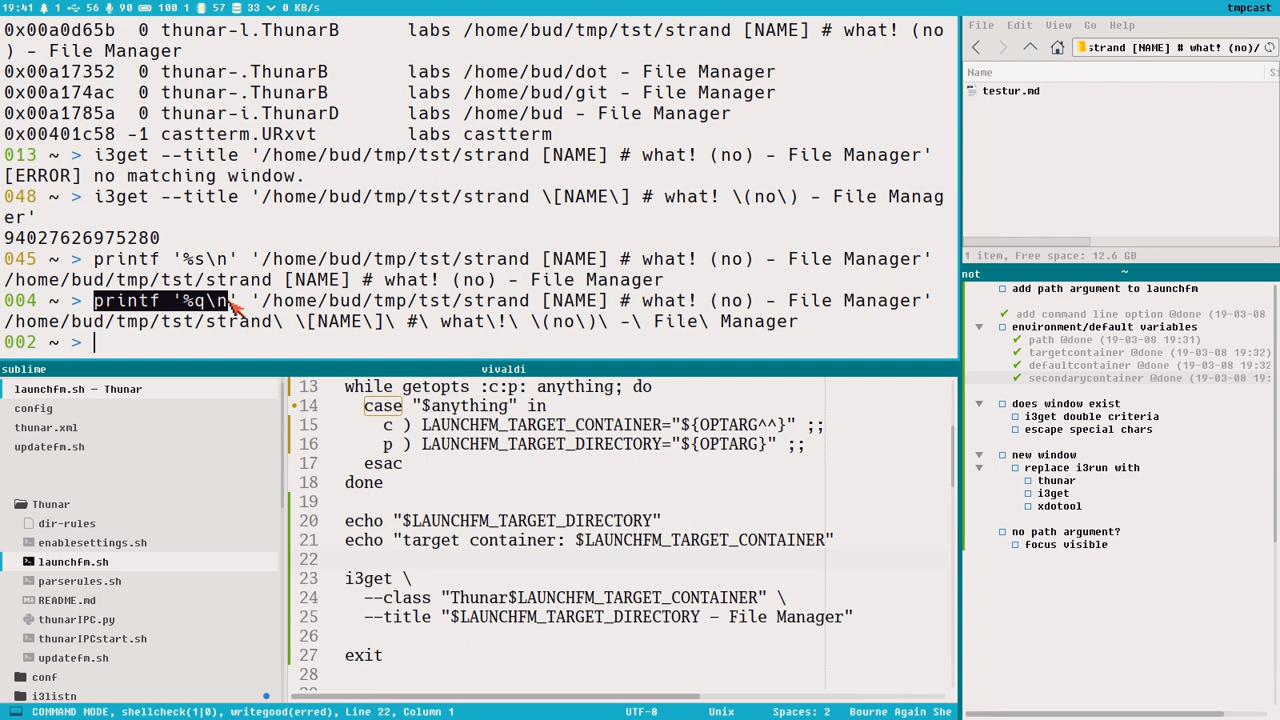 19:41 1 56 90 100 1 57 33 0 KB/s
tmpcast
0x00a0d65b 0 thunar-l.ThunarB labs /home/bud/tmp/tst/strand [NAME] # what! (no
) - File Manager
0x00a17352 0 thunar-.ThunarB labs /home/bud/dot - File Manager
0x00a174ac 0 thunar-.ThunarB labs /home/bud/git - File Manager
0x00a1785a 0 thunar-i.ThunarD labs /home/bud - File Manager
0x00401c58 -1 castterm.URxvt labs castterm
013 ~ > i3get --title '/home/bud/tmp/tst/strand [NAME] # what! (no) - File Manager'
[ERROR] no matching window.
048 ~ > i3get --title '/home/bud/tmp/tst/strand \[NAME\] # what! \(no\) - File Manag
er'
94027626975280
045 ~ > printf '%s\n' '/home/bud/tmp/tst/strand [NAME] # what! (no) - File Manager'
/home/bud/tmp/tst/strand [NAME] # what! (no) - File Manager
004 ~ > printf '%q\n' '/home/bud/tmp/tst/strand [NAME] # what! (no) - File Manager'
/home/bud/tmp/tst/strand\ \[NAME\]\ #\ what\!\ \(no\)\ -\ File\ Manager
002 ~ >
File Edit View Go Help
strand [NAME] # what! (no)/
Name Si
testur.md
1 item, Free space: 12.6 GB
not ~
add path argument to launchfm
✔ add command line option @done (19-03-08
environment/default variables
✔ path @done (19-03-08 19:31)
✔ targetcontainer @done (19-03-08 19:32)
✔ defaultcontainer @done (19-03-08 19:32)
✔ secondarycontainer @done (19-03-08 19:
does window exist
i3get double criteria
escape special chars
new window
replace i3run with
thunar
i3get
xdotool
no path argument?
focus visible
sublime
vivaldi
launchfm.sh — Thunar
config
thunar.xml
updatefm.sh
Thunar
dir-rules
enablesettings.sh
launchfm.sh
parserules.sh
README.md
thunarIPC.py
thunarIPCstart.sh
updatefm.sh
conf
i3listn
13 while getopts :c:p: anything; do
14 case "$anything" in
15 c ) LAUNCHFM_TARGET_CONTAINER="${OPTARG^^}" ;;
16 p ) LAUNCHFM_TARGET_DIRECTORY="${OPTARG}" ;;
17 esac
18 done
19
20 echo "$LAUNCHFM_TARGET_DIRECTORY"
21 echo "target container: $LAUNCHFM_TARGET_CONTAINER"
22
23 i3get \
24 --class "Thunar$LAUNCHFM_TARGET_CONTAINER" \
25 --title "$LAUNCHFM_TARGET_DIRECTORY - File Manager"
26
27 exit
28
COMMAND MODE, shellcheck(1|0), writegood(erred), Line 22, Column 1 UTF-8 Unix Spaces: 2 Bourne Again She